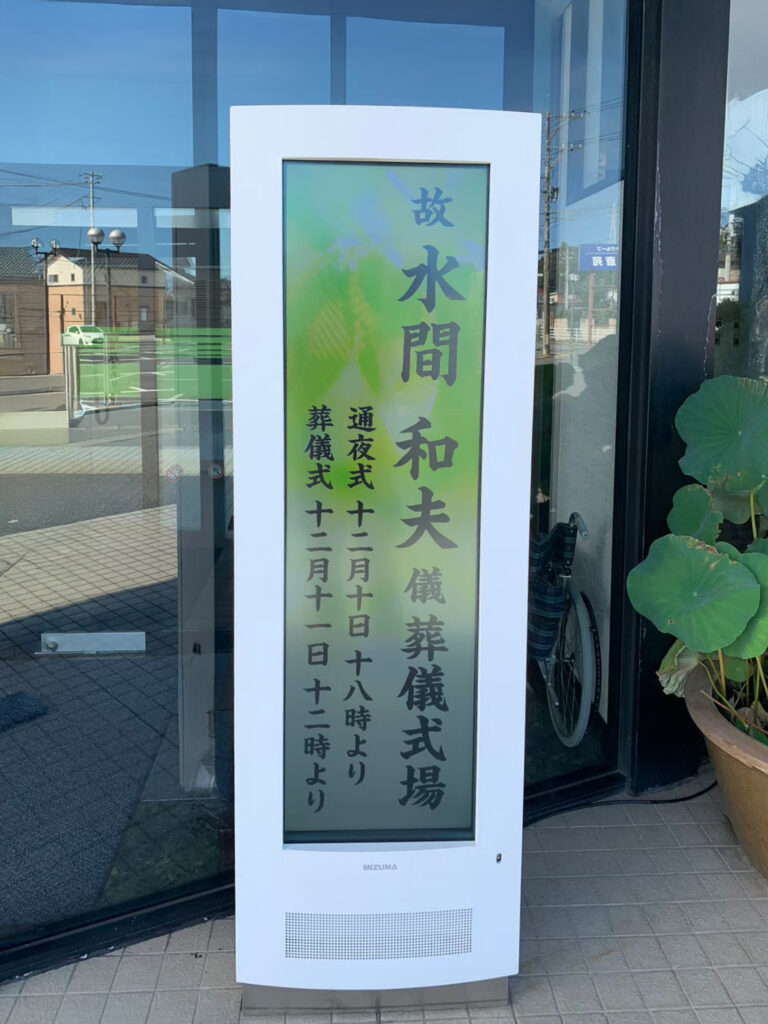 故 水間 和夫 儀 葬儀式場
通夜式 十二月十日 十八時より
葬儀式 十二月十一日 十二時より
MIZUMA